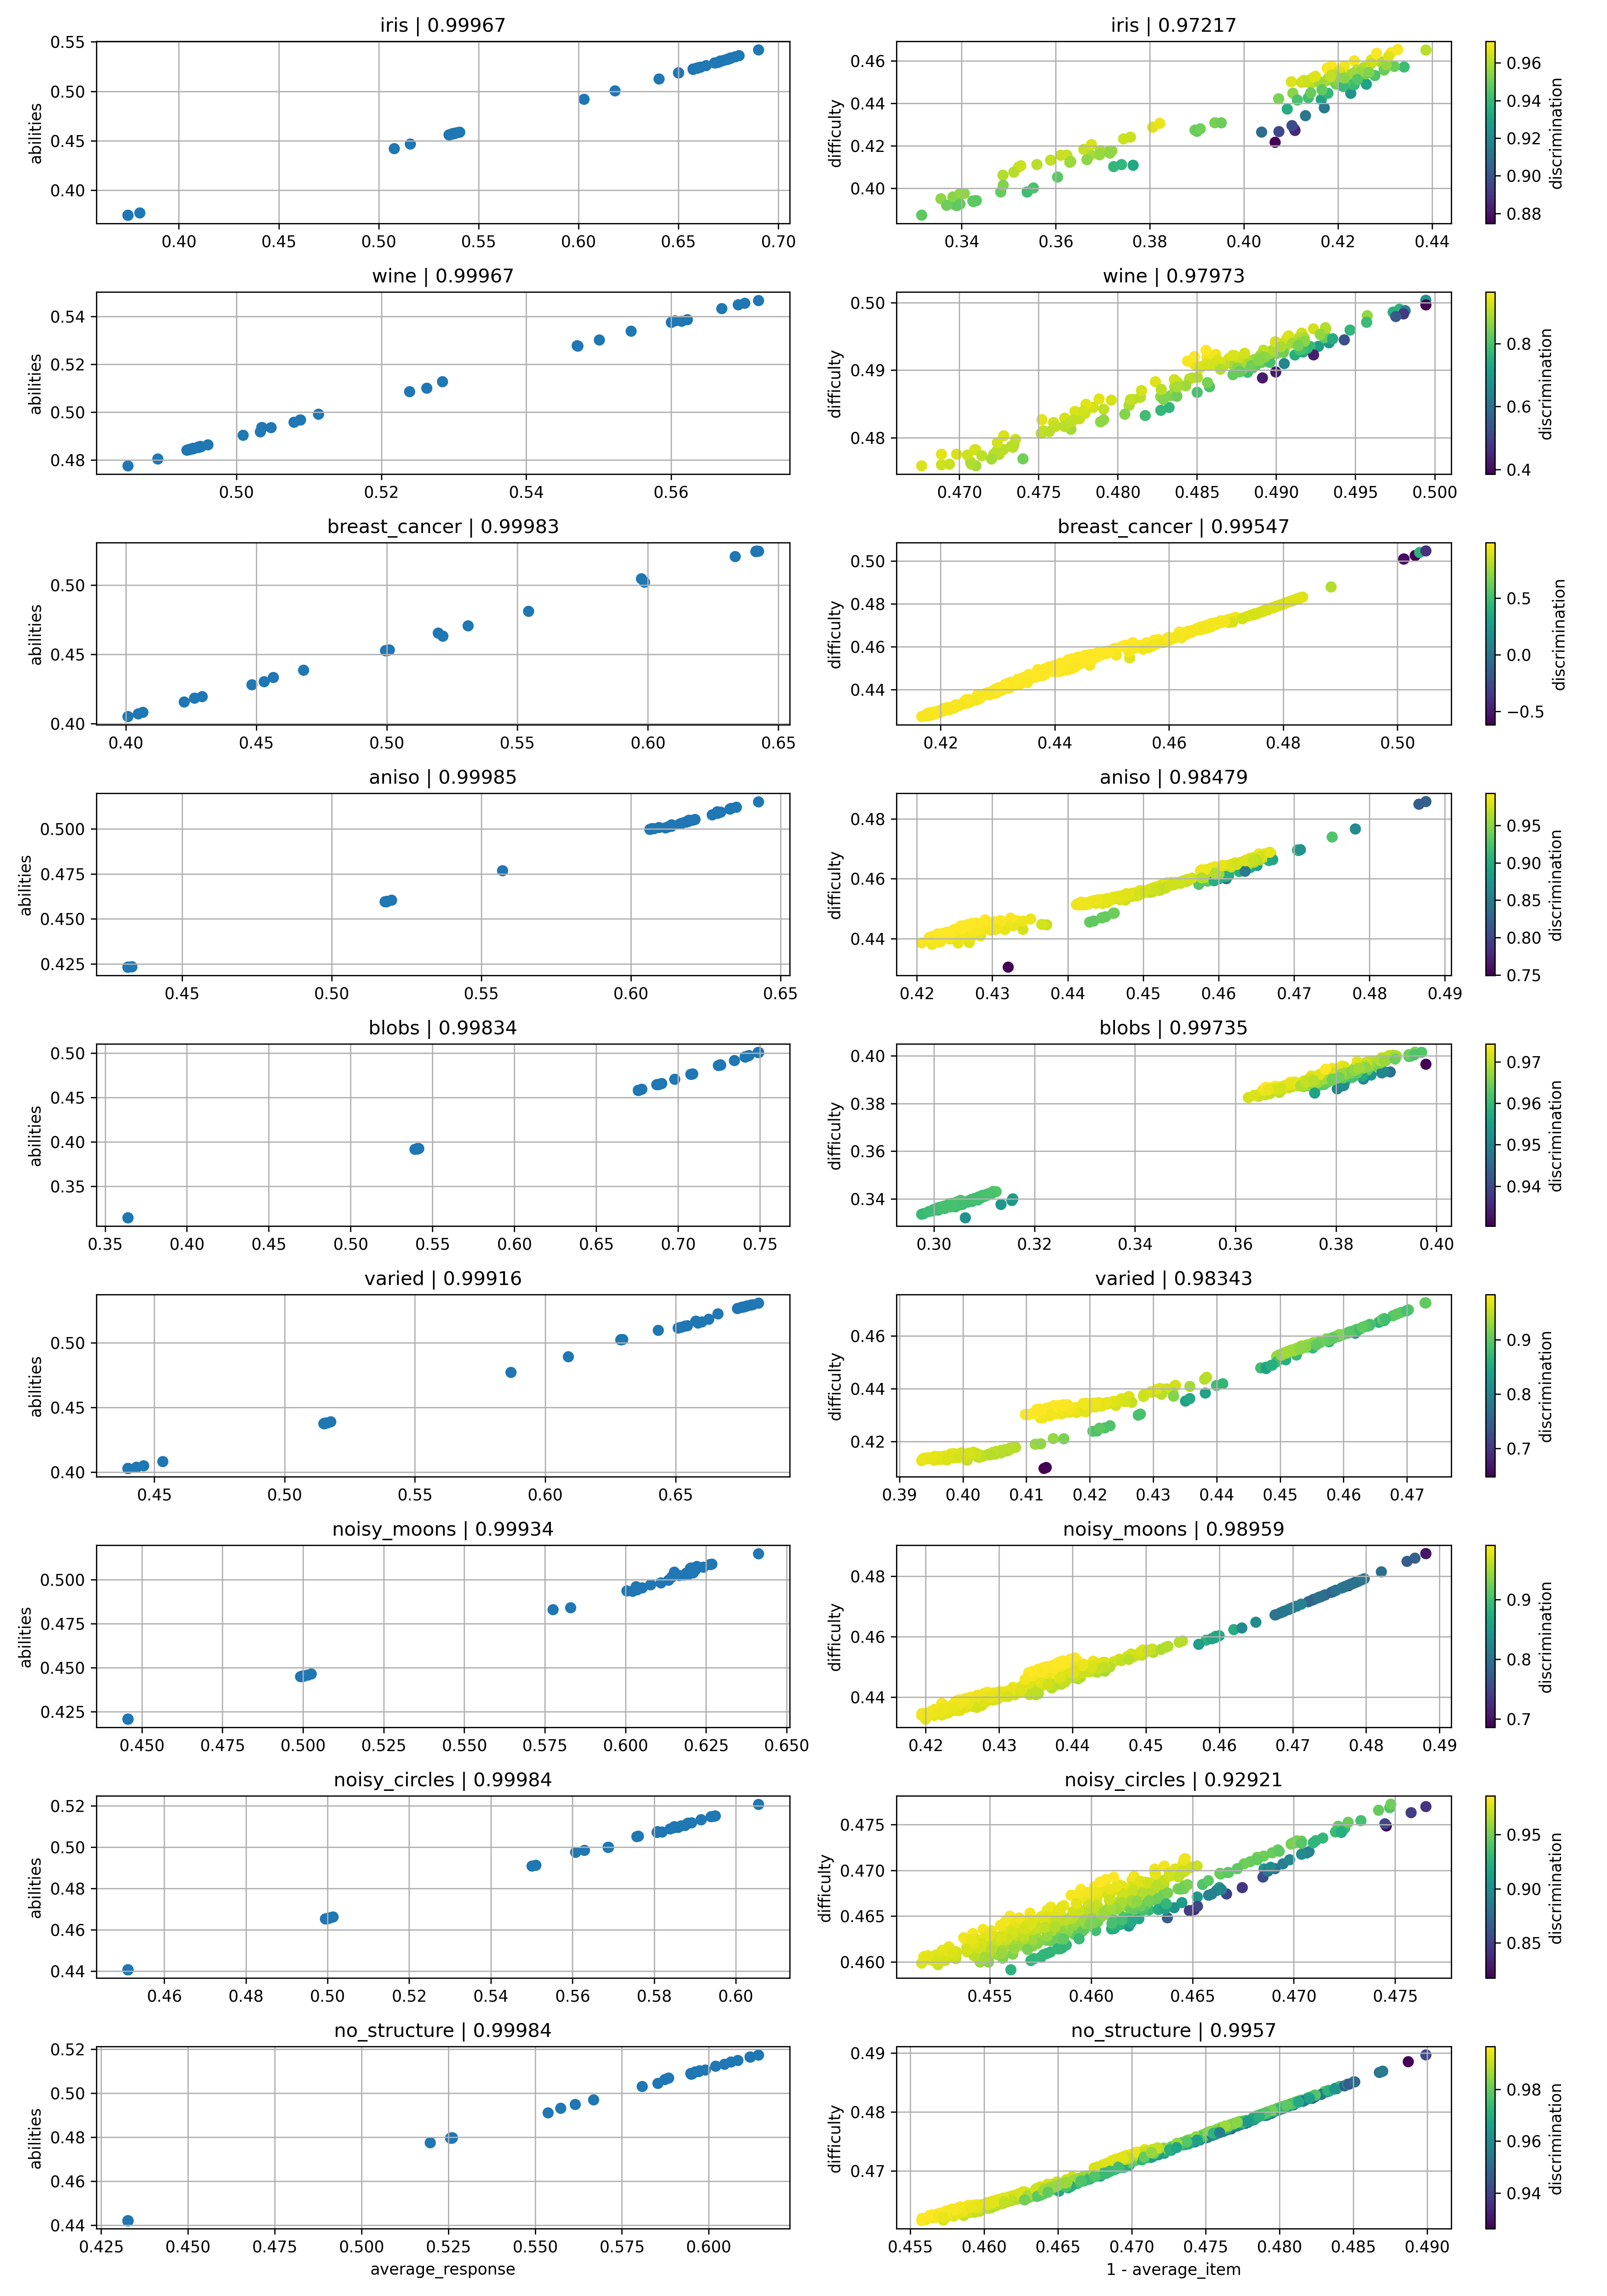 iris | 0.99967
abilities
0.55
0.50
0.45
0.40
0.40 0.45 0.50 0.55 0.60 0.65 0.70
iris | 0.97217
difficulty
0.46
0.44
0.42
0.40
0.34 0.36 0.38 0.40 0.42 0.44
0.96
0.94
0.92
0.90
0.88
discrimination
wine | 0.99967
abilities
0.54
0.52
0.50
0.48
0.50 0.52 0.54 0.56
wine | 0.97973
difficulty
0.50
0.49
0.48
0.470 0.475 0.480 0.485 0.490 0.495 0.500
0.8
0.6
0.4
discrimination
breast_cancer | 0.99983
abilities
0.50
0.45
0.40
0.40 0.45 0.50 0.55 0.60 0.65
breast_cancer | 0.99547
difficulty
0.50
0.48
0.46
0.44
0.42 0.44 0.46 0.48 0.50
0.5
0.0
−0.5
discrimination
aniso | 0.99985
abilities
0.500
0.475
0.450
0.425
0.45 0.50 0.55 0.60 0.65
aniso | 0.98479
difficulty
0.48
0.46
0.44
0.42 0.43 0.44 0.45 0.46 0.47 0.48 0.49
0.95
0.90
0.85
0.80
0.75
discrimination
blobs | 0.99834
abilities
0.50
0.45
0.40
0.35
0.35 0.40 0.45 0.50 0.55 0.60 0.65 0.70 0.75
blobs | 0.99735
difficulty
0.40
0.38
0.36
0.34
0.30 0.32 0.34 0.36 0.38 0.40
0.97
0.96
0.95
0.94
discrimination
varied | 0.99916
abilities
0.50
0.45
0.40
0.45 0.50 0.55 0.60 0.65
varied | 0.98343
difficulty
0.46
0.44
0.42
0.39 0.40 0.41 0.42 0.43 0.44 0.45 0.46 0.47
0.9
0.8
0.7
discrimination
noisy_moons | 0.99934
abilities
0.500
0.475
0.450
0.425
0.450 0.475 0.500 0.525 0.550 0.575 0.600 0.625 0.650
noisy_moons | 0.98959
difficulty
0.48
0.46
0.44
0.42 0.43 0.44 0.45 0.46 0.47 0.48 0.49
0.9
0.8
0.7
discrimination
noisy_circles | 0.99984
abilities
0.52
0.50
0.48
0.46
0.44
0.46 0.48 0.50 0.52 0.54 0.56 0.58 0.60
noisy_circles | 0.92921
difficulty
0.475
0.470
0.465
0.460
0.455 0.460 0.465 0.470 0.475
0.95
0.90
0.85
discrimination
no_structure | 0.99984
abilities
0.52
0.50
0.48
0.46
0.44
0.425 0.450 0.475 0.500 0.525 0.550 0.575 0.600
average_response
no_structure | 0.9957
difficulty
0.49
0.48
0.47
0.455 0.460 0.465 0.470 0.475 0.480 0.485 0.490
1 - average_item
0.98
0.96
0.94
discrimination